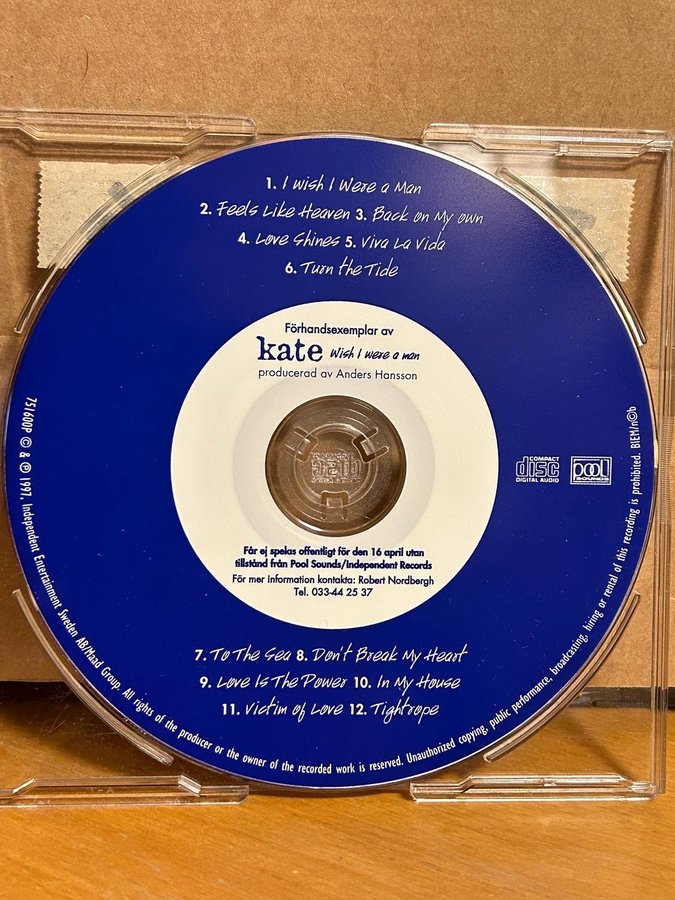 1. I Wish I Were a Man
2. Feels Like Heaven 3. Back on My own
4. Love Shines 5. Viva La Vida
6. Turn the Tide
Förhandsexemplar av
kate Wish I were a man
producerad av Anders Hansson
COMPACT
disc
DIGITAL AUDIO
pool
SOUNDS
Får ej spelas offentligt för den 16 april utan
tillstånd från Pool Sounds/Independent Records
För mer information kontakta: Robert Nordbergh
Tel. 033-44 25 37
7. To The Sea 8. Don't Break My Heart
9. Love Is The Power 10. In My House
11. Victim of Love 12. Tightrope
751600P © & ℗ 1997, Independent Entertainment Sweden AB/Maad Group. All rights of the producer or the owner of the recorded work is reserved. Unauthorized copying, public performance, broadcasting, hiring or rental of this recording is prohibited. BIEM/n©b